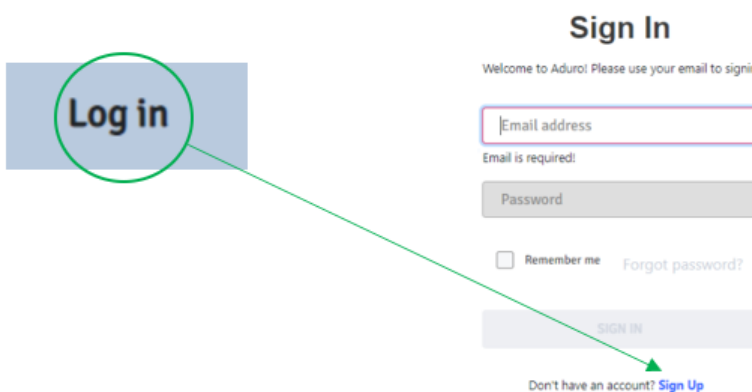 Sign In
Welcome to Aduro! Please use your email to signin
Log in
Email address
Email is required!
Password
Remember me Forgot password?
SIGN IN
Don't have an account? Sign Up